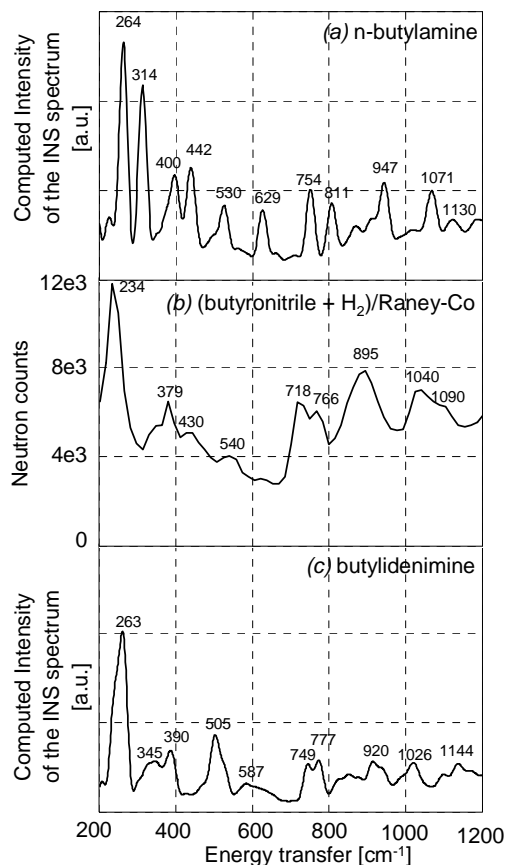 264
(a) n-butylamine
314
400
442
530
629
754
811
947
1071
1130
Computed Intensity
of the INS spectrum
[a.u.]
12e3
234
(b) (butyronitrile + H2)/Raney-Co
8e3
379
430
540
718
766
895
1040
1090
4e3
0
Neutron counts
(c) butylidenimine
263
345
390
505
587
749
777
920
1026
1144
Computed Intensity
of the INS spectrum
[a.u.]
200 400 600 800 1000 1200
Energy transfer [cm-1]